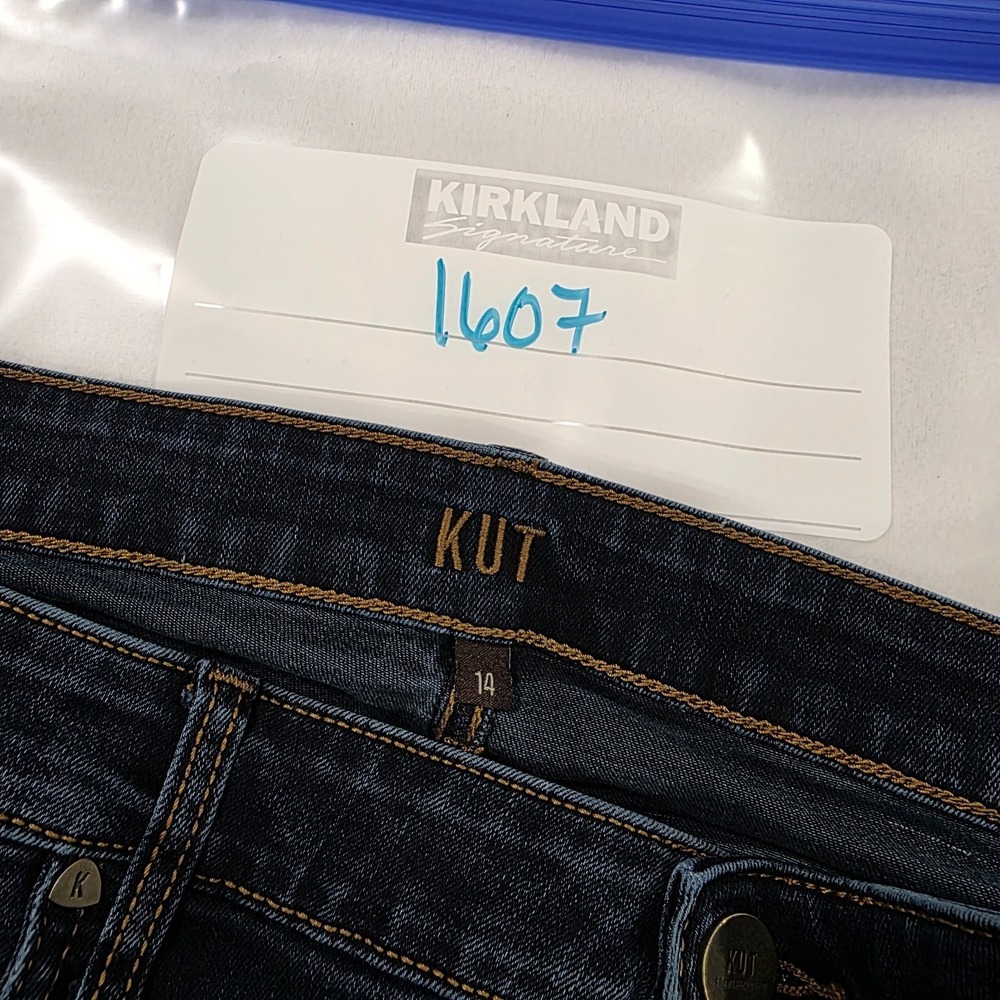 KIRKLAND
Signature
1607
KUT
14
K
KUT